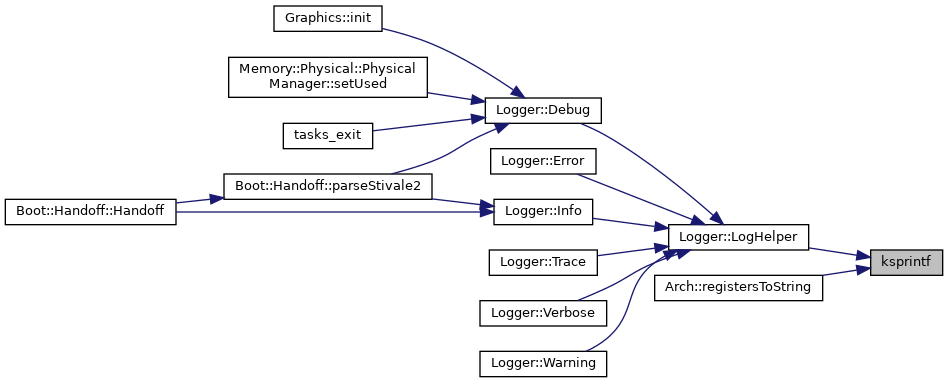 Graphics::init
Memory::Physical::Physical
Manager::setUsed
Logger::Debug
tasks_exit
Logger::Error
Boot::Handoff::parseStivale2
Boot::Handoff::Handoff
Logger::Info
Logger::LogHelper
Logger::Trace
ksprintf
Arch::registersToString
Logger::Verbose
Logger::Warning